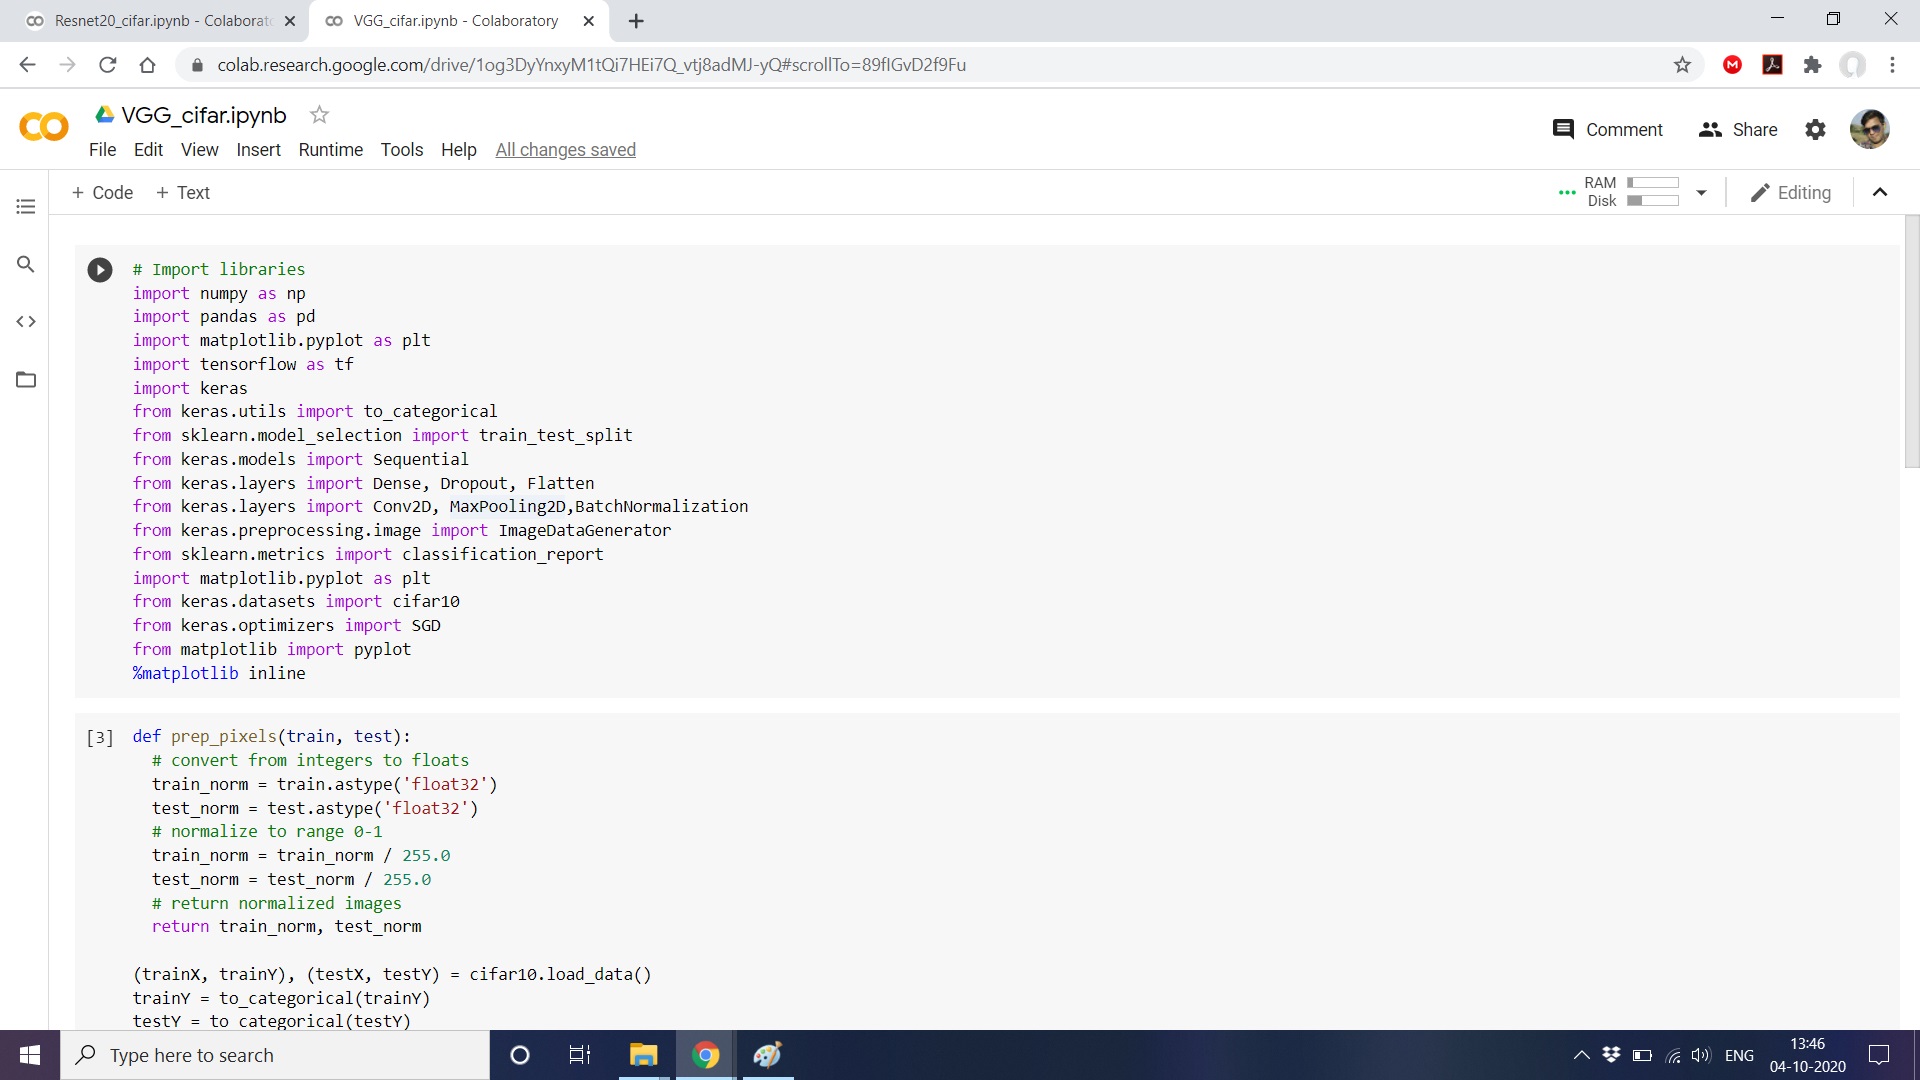 Resnet20_cifar.ipynb - Colaborato
VGG_cifar.ipynb - Colaboratory
colab.research.google.com/drive/1og3DyYnxyM1tQi7HEi7Q_vtj8adMJ-yQ#scrollTo=89fIGvD2f9Fu
VGG_cifar.ipynb
Comment
Share
File Edit View Insert Runtime Tools Help All changes saved
+ Code + Text
RAM
Disk
Editing
# Import libraries
import numpy as np
import pandas as pd
import matplotlib.pyplot as plt
import tensorflow as tf
import keras
from keras.utils import to_categorical
from sklearn.model_selection import train_test_split
from keras.models import Sequential
from keras.layers import Dense, Dropout, Flatten
from keras.layers import Conv2D, MaxPooling2D,BatchNormalization
from keras.preprocessing.image import ImageDataGenerator
from sklearn.metrics import classification_report
import matplotlib.pyplot as plt
from keras.datasets import cifar10
from keras.optimizers import SGD
from matplotlib import pyplot
%matplotlib inline
[3] def prep_pixels(train, test):
# convert from integers to floats
train_norm = train.astype('float32')
test_norm = test.astype('float32')
# normalize to range 0-1
train_norm = train_norm / 255.0
test_norm = test_norm / 255.0
# return normalized images
return train_norm, test_norm
(trainX, trainY), (testX, testY) = cifar10.load_data()
trainY = to_categorical(trainY)
testY = to_categorical(testY)
Type here to search
ENG
13:46
04-10-2020